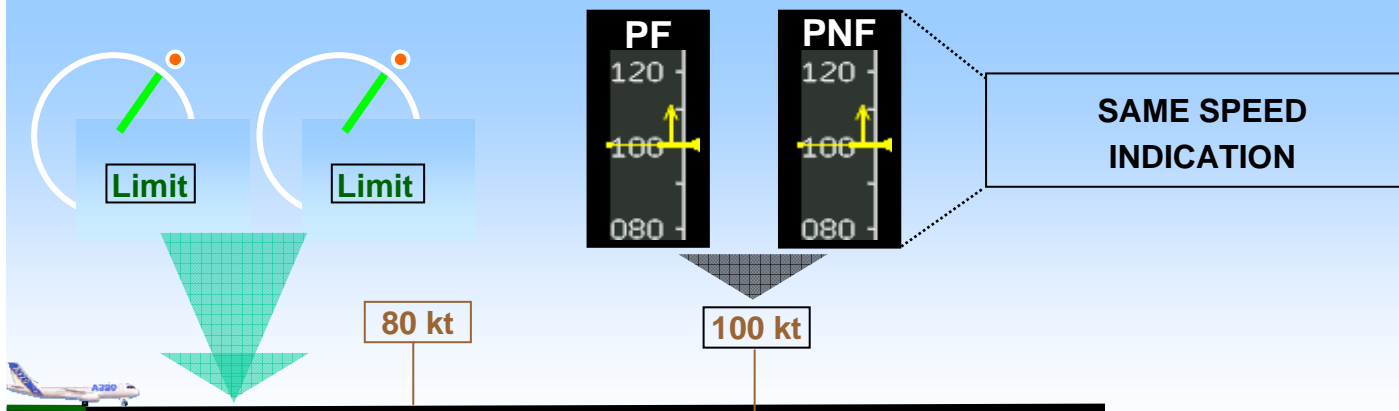 PF
PNF
120
100
080
120
100
080
SAME SPEED
INDICATION
Limit
Limit
80 kt
100 kt
A320